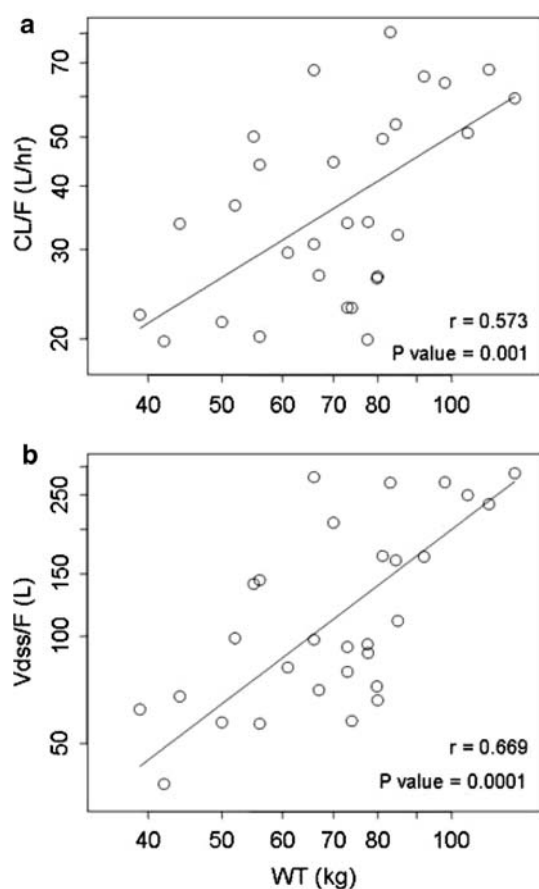 a
70
50
40
30
20
CL/F (L/hr)
r = 0.573
P value = 0.001
40 50 60 70 80 100
b
250
150
100
50
Vdss/F (L)
r = 0.669
P value = 0.0001
40 50 60 70 80 100
WT (kg)